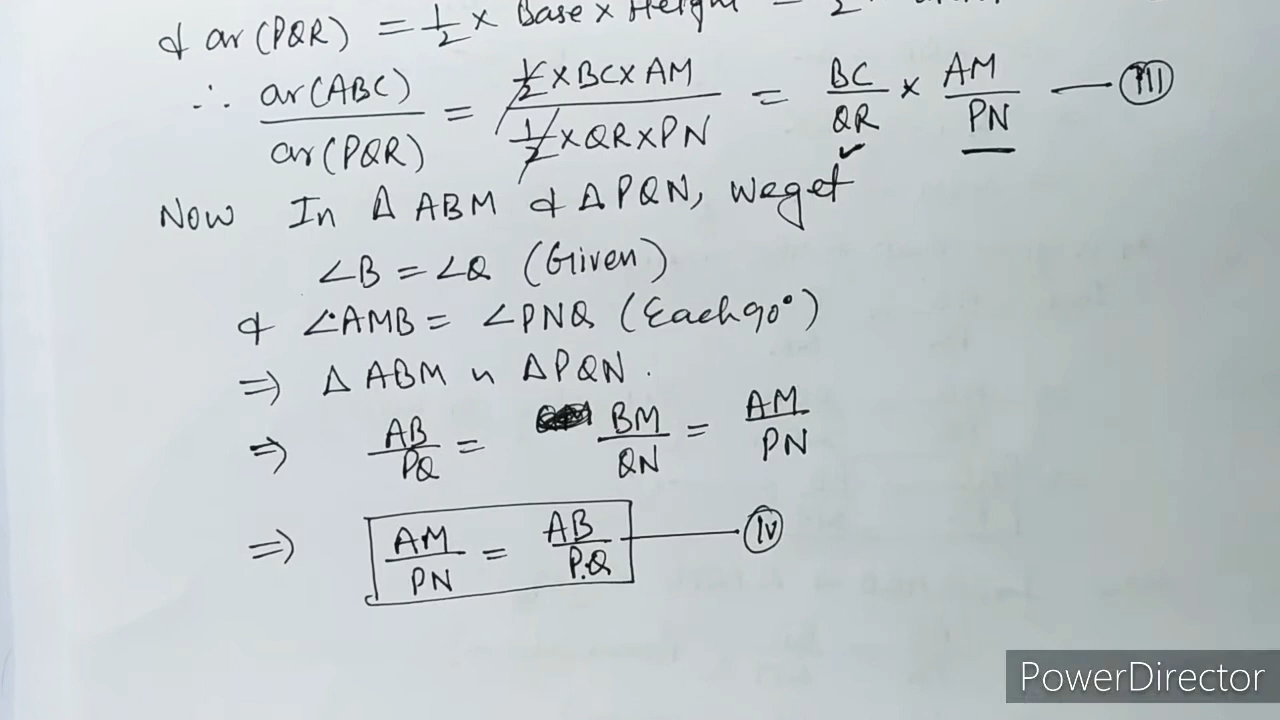 & ar(PQR) = 1/2 × Base × Height =
∴ ar(ABC)/ar(PQR) = (1/2 × BC × AM)/(1/2 × QR × PN) = BC/QR × AM/PN — (III)
Now In Δ ABM & Δ PQN, we get
∠B = ∠Q (Given)
& ∠AMB = ∠PNQ (Each 90°)
⇒ Δ ABM ~ Δ PQN.
⇒ AB/PQ = BM/QN = AM/PN
⇒ AM/PN = AB/PQ — (IV)
PowerDirector